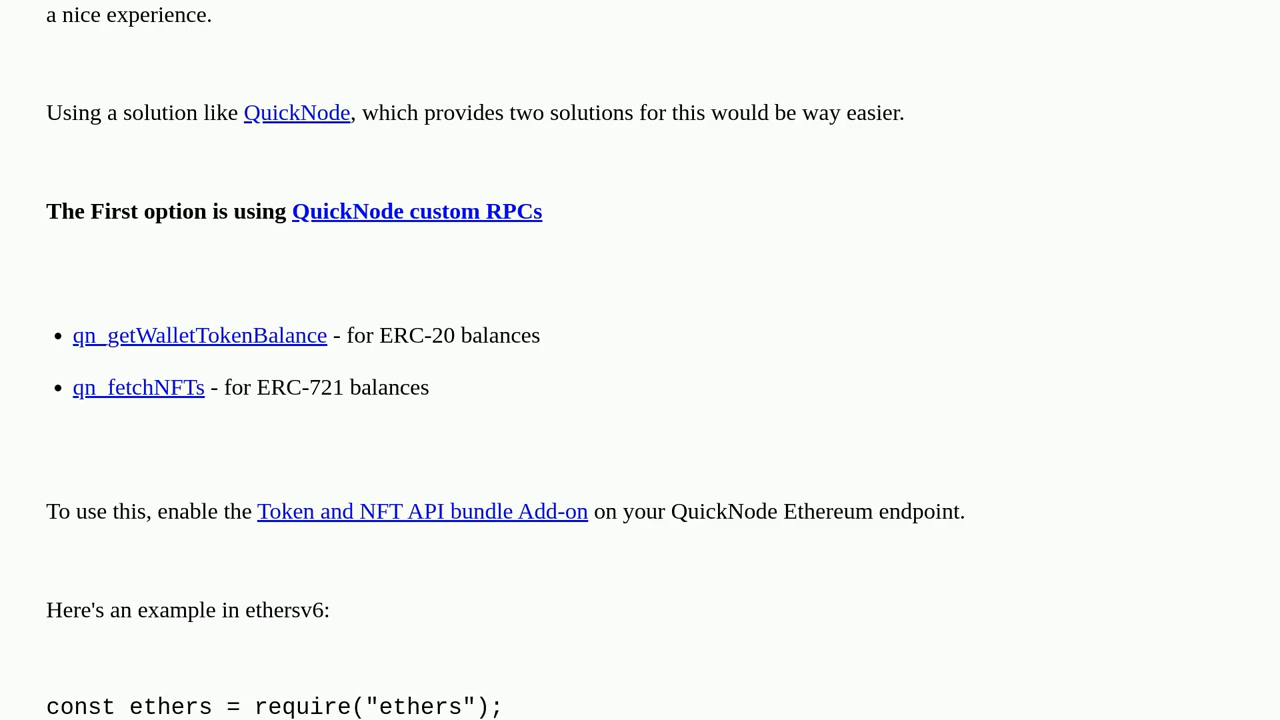 a nice experience.
Using a solution like QuickNode, which provides two solutions for this would be way easier.
The First option is using QuickNode custom RPCs
• qn_getWalletTokenBalance - for ERC-20 balances
• qn_fetchNFTs - for ERC-721 balances
To use this, enable the Token and NFT API bundle Add-on on your QuickNode Ethereum endpoint.
Here's an example in ethersv6:
const ethers = require("ethers");